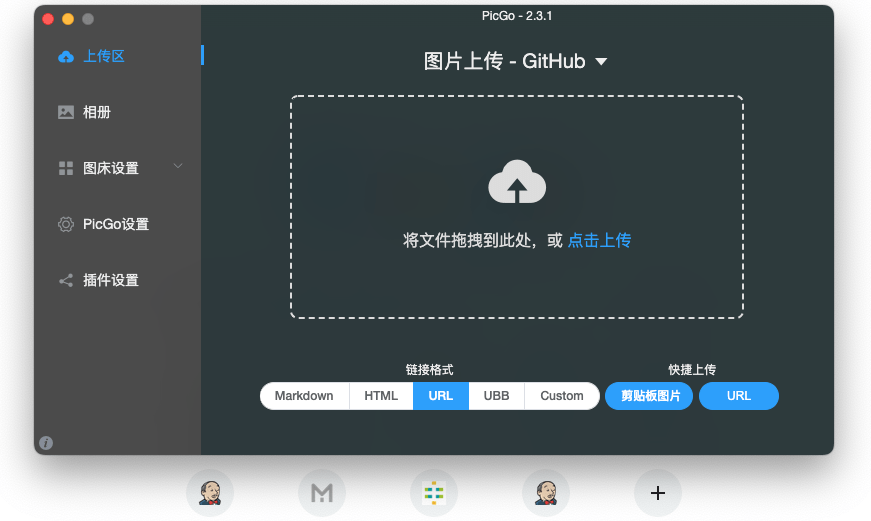 PicGo - 2.3.1
上传区
相册
图床设置
PicGo设置
插件设置
图片上传 - GitHub
将文件拖拽到此处，或 点击上传
链接格式
快捷上传
Markdown HTML URL UBB Custom
剪贴板图片 URL